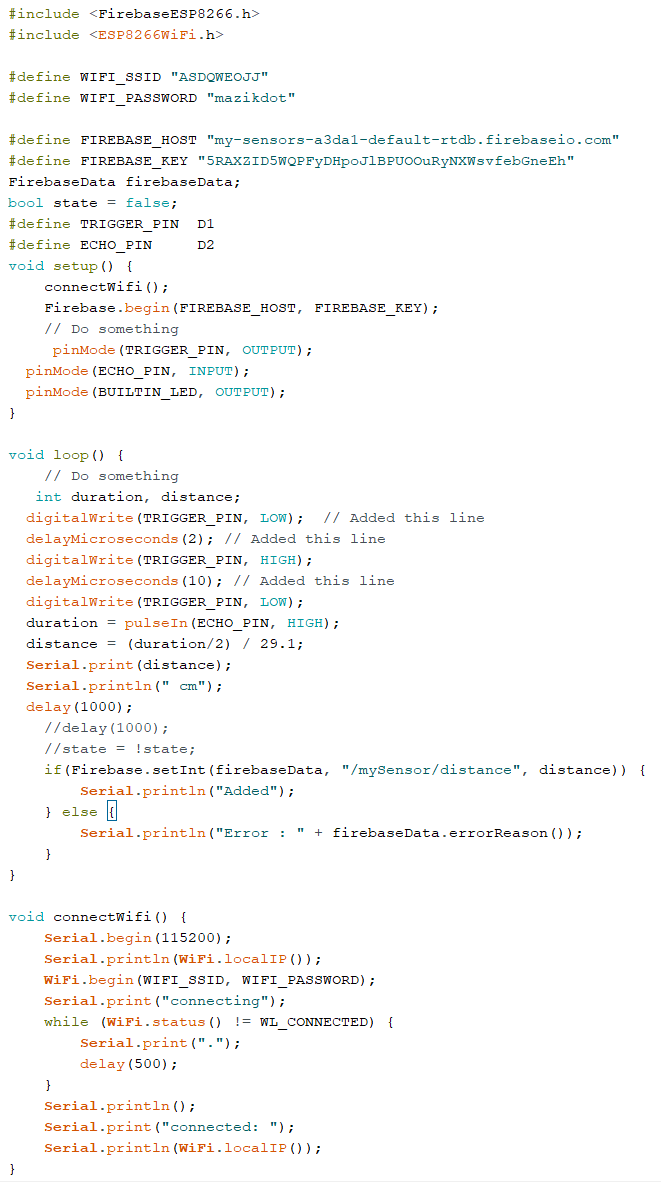 #include <FirebaseESP8266.h>
#include <ESP8266WiFi.h>

#define WIFI_SSID "ASDQWEOJJ"
#define WIFI_PASSWORD "mazikdot"

#define FIREBASE_HOST "my-sensors-a3da1-default-rtdb.firebaseio.com"
#define FIREBASE_KEY "5RAXZID5WQPFyDHpoJlBPUOOuRyNXWsvfebGneEh"
FirebaseData firebaseData;
bool state = false;
#define TRIGGER_PIN  D1
#define ECHO_PIN     D2
void setup() {
    connectWifi();
    Firebase.begin(FIREBASE_HOST, FIREBASE_KEY);
    // Do something
     pinMode(TRIGGER_PIN, OUTPUT);
  pinMode(ECHO_PIN, INPUT);
  pinMode(BUILTIN_LED, OUTPUT);
}

void loop() {
    // Do something
   int duration, distance;
  digitalWrite(TRIGGER_PIN, LOW);  // Added this line
  delayMicroseconds(2); // Added this line
  digitalWrite(TRIGGER_PIN, HIGH);
  delayMicroseconds(10); // Added this line
  digitalWrite(TRIGGER_PIN, LOW);
  duration = pulseIn(ECHO_PIN, HIGH);
  distance = (duration/2) / 29.1;
  Serial.print(distance);
  Serial.println(" cm");
  delay(1000);
    //delay(1000);
    //state = !state;
    if(Firebase.setInt(firebaseData, "/mySensor/distance", distance)) {
        Serial.println("Added");
    } else {
        Serial.println("Error : " + firebaseData.errorReason());
    }
}

void connectWifi() {
    Serial.begin(115200);
    Serial.println(WiFi.localIP());
    WiFi.begin(WIFI_SSID, WIFI_PASSWORD);
    Serial.print("connecting");
    while (WiFi.status() != WL_CONNECTED) {
        Serial.print(".");
        delay(500);
    }
    Serial.println();
    Serial.print("connected: ");
    Serial.println(WiFi.localIP());
}